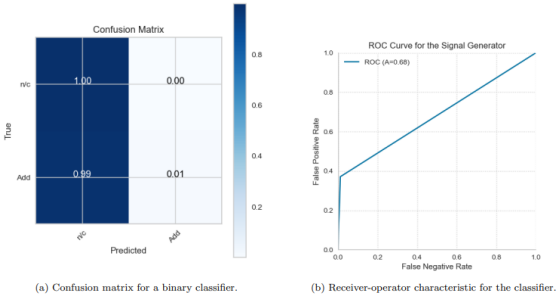 Confusion Matrix
n/c
Add
True
1.00
0.00
0.99
0.01
n/c
Add
Predicted
0.8
0.6
0.4
0.2
ROC Curve for the Signal Generator
ROC (A=0.68)
1.0
0.8
0.6
0.4
0.2
0.0
False Positive Rate
0.0 0.2 0.4 0.6 0.8 1.0
False Negative Rate
(a) Confusion matrix for a binary classifier.
(b) Receiver-operator characteristic for the classifier.